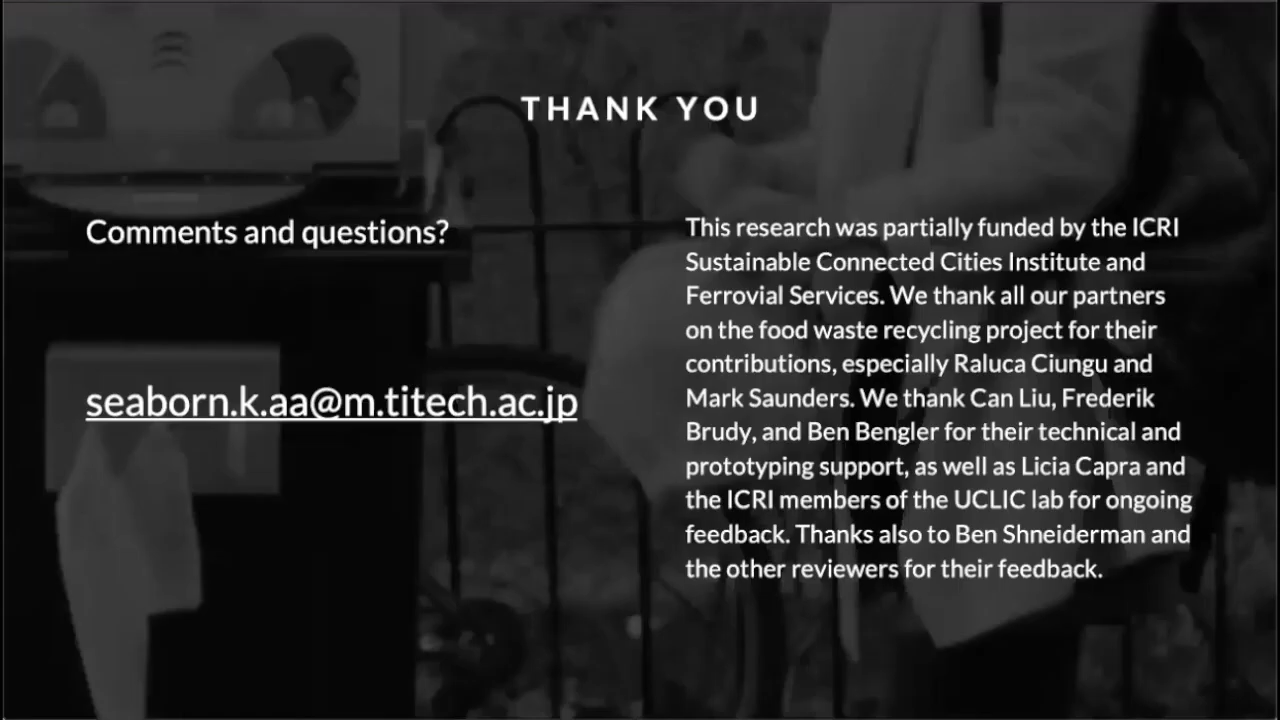 THANK YOU
Comments and questions?
seaborn.k.aa@m.titech.ac.jp
This research was partially funded by the ICRI
Sustainable Connected Cities Institute and
Ferrovial Services. We thank all our partners
on the food waste recycling project for their
contributions, especially Raluca Ciungu and
Mark Saunders. We thank Can Liu, Frederik
Brudy, and Ben Bengler for their technical and
prototyping support, as well as Licia Capra and
the ICRI members of the UCLIC lab for ongoing
feedback. Thanks also to Ben Shneiderman and
the other reviewers for their feedback.